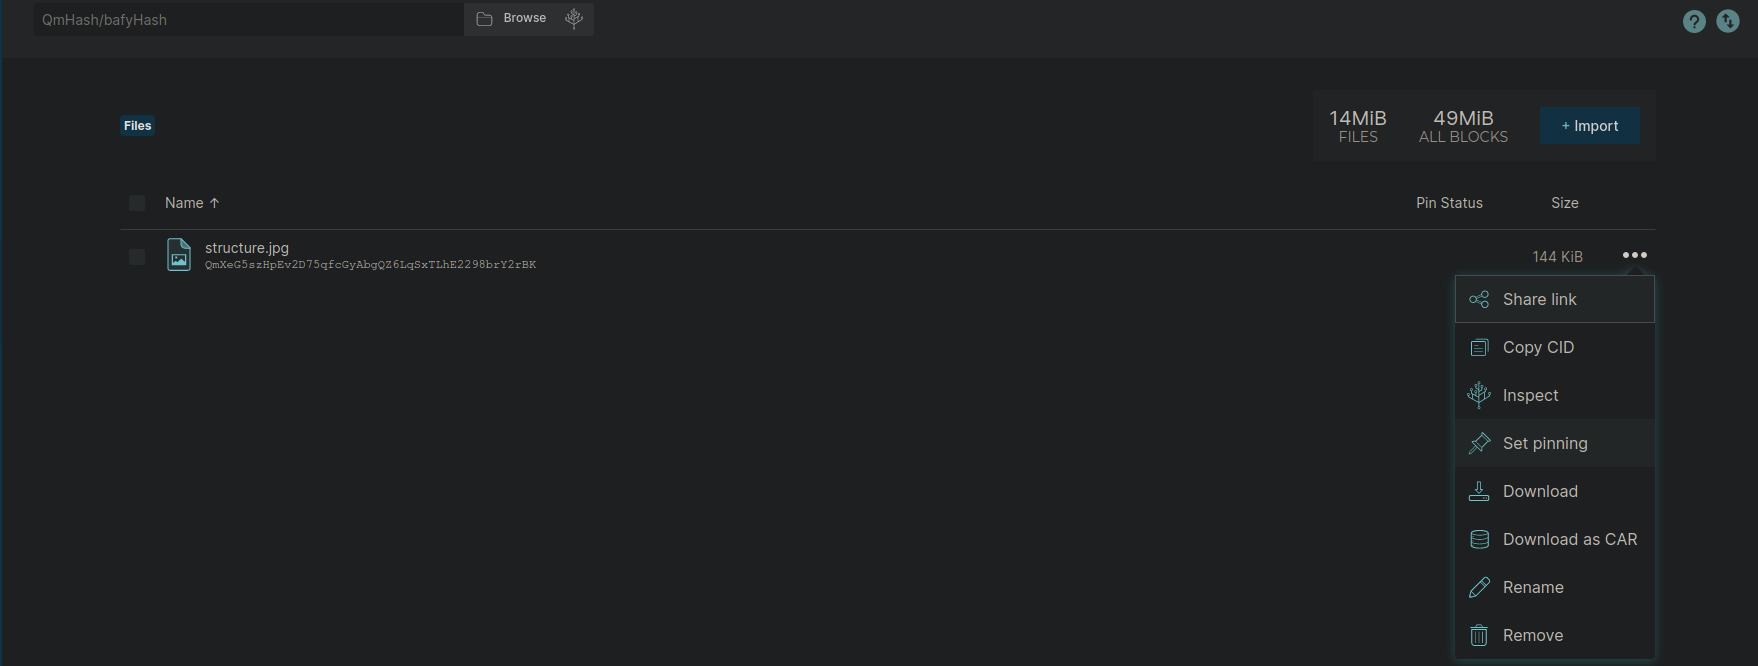 QmHash/bafyHash
Browse
?
Files
14MiB
FILES
49MiB
ALL BLOCKS
+ Import
Name ↑
Pin Status
Size
structure.jpg
QmXeG5szHpEv2D75qfcGyAbgQZ6LqSxTLhE2298brY2rBK
144 KiB
Share link
Copy CID
Inspect
Set pinning
Download
Download as CAR
Rename
Remove